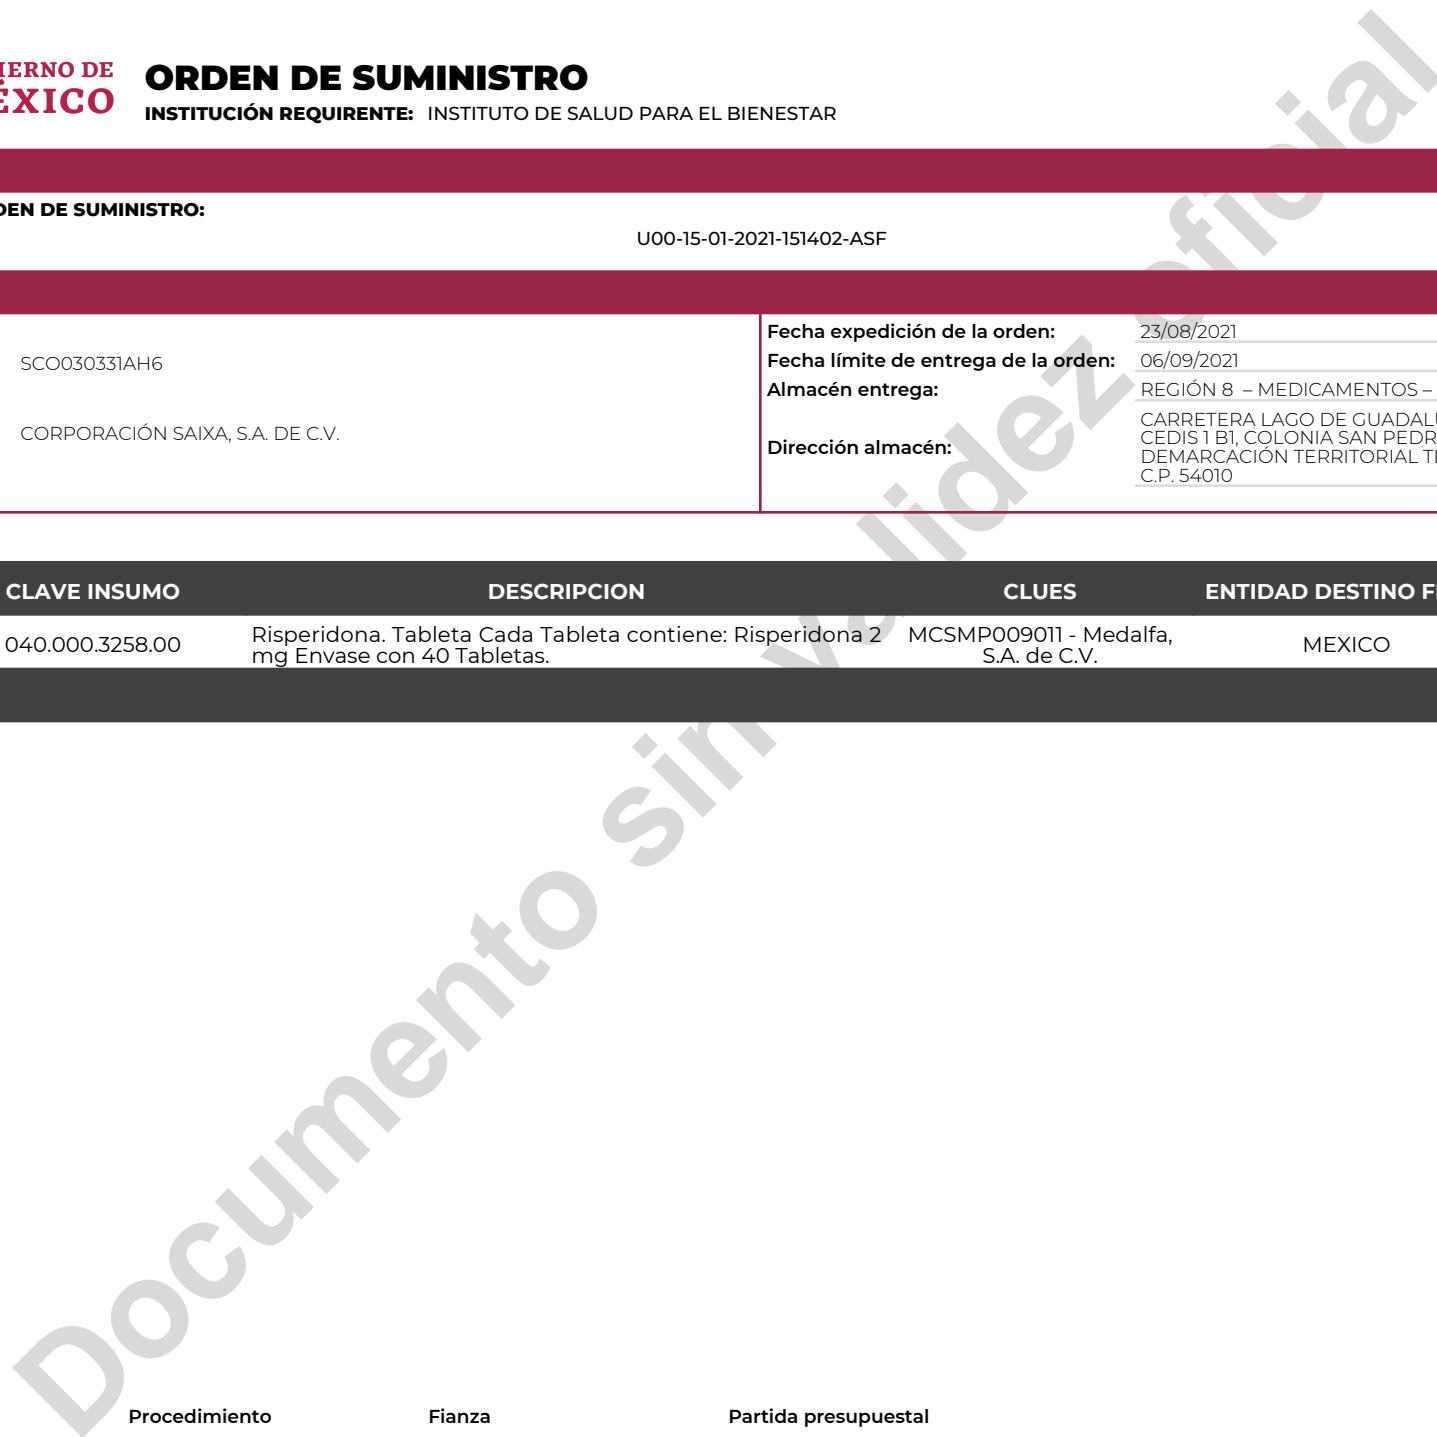 IERNO DE
ÉXICO
ORDEN DE SUMINISTRO
INSTITUCIÓN REQUIRENTE: INSTITUTO DE SALUD PARA EL BIENESTAR
DEN DE SUMINISTRO:
U00-15-01-2021-151402-ASF
SCO030331AH6
CORPORACIÓN SAIXA, S.A. DE C.V.
Fecha expedición de la orden: 23/08/2021
Fecha límite de entrega de la orden: 06/09/2021
Almacén entrega: REGIÓN 8 – MEDICAMENTOS –
Dirección almacén:
CARRETERA LAGO DE GUADALU
CEDIS 1 B1, COLONIA SAN PEDR
DEMARCACIÓN TERRITORIAL TL
C.P. 54010
CLAVE INSUMO DESCRIPCION CLUES ENTIDAD DESTINO F
040.000.3258.00
Risperidona. Tableta Cada Tableta contiene: Risperidona 2
mg Envase con 40 Tabletas.
MCSMP009011 - Medalfa,
S.A. de C.V.
MEXICO
Documento sin validez oficial
Procedimiento Fianza Partida presupuestal